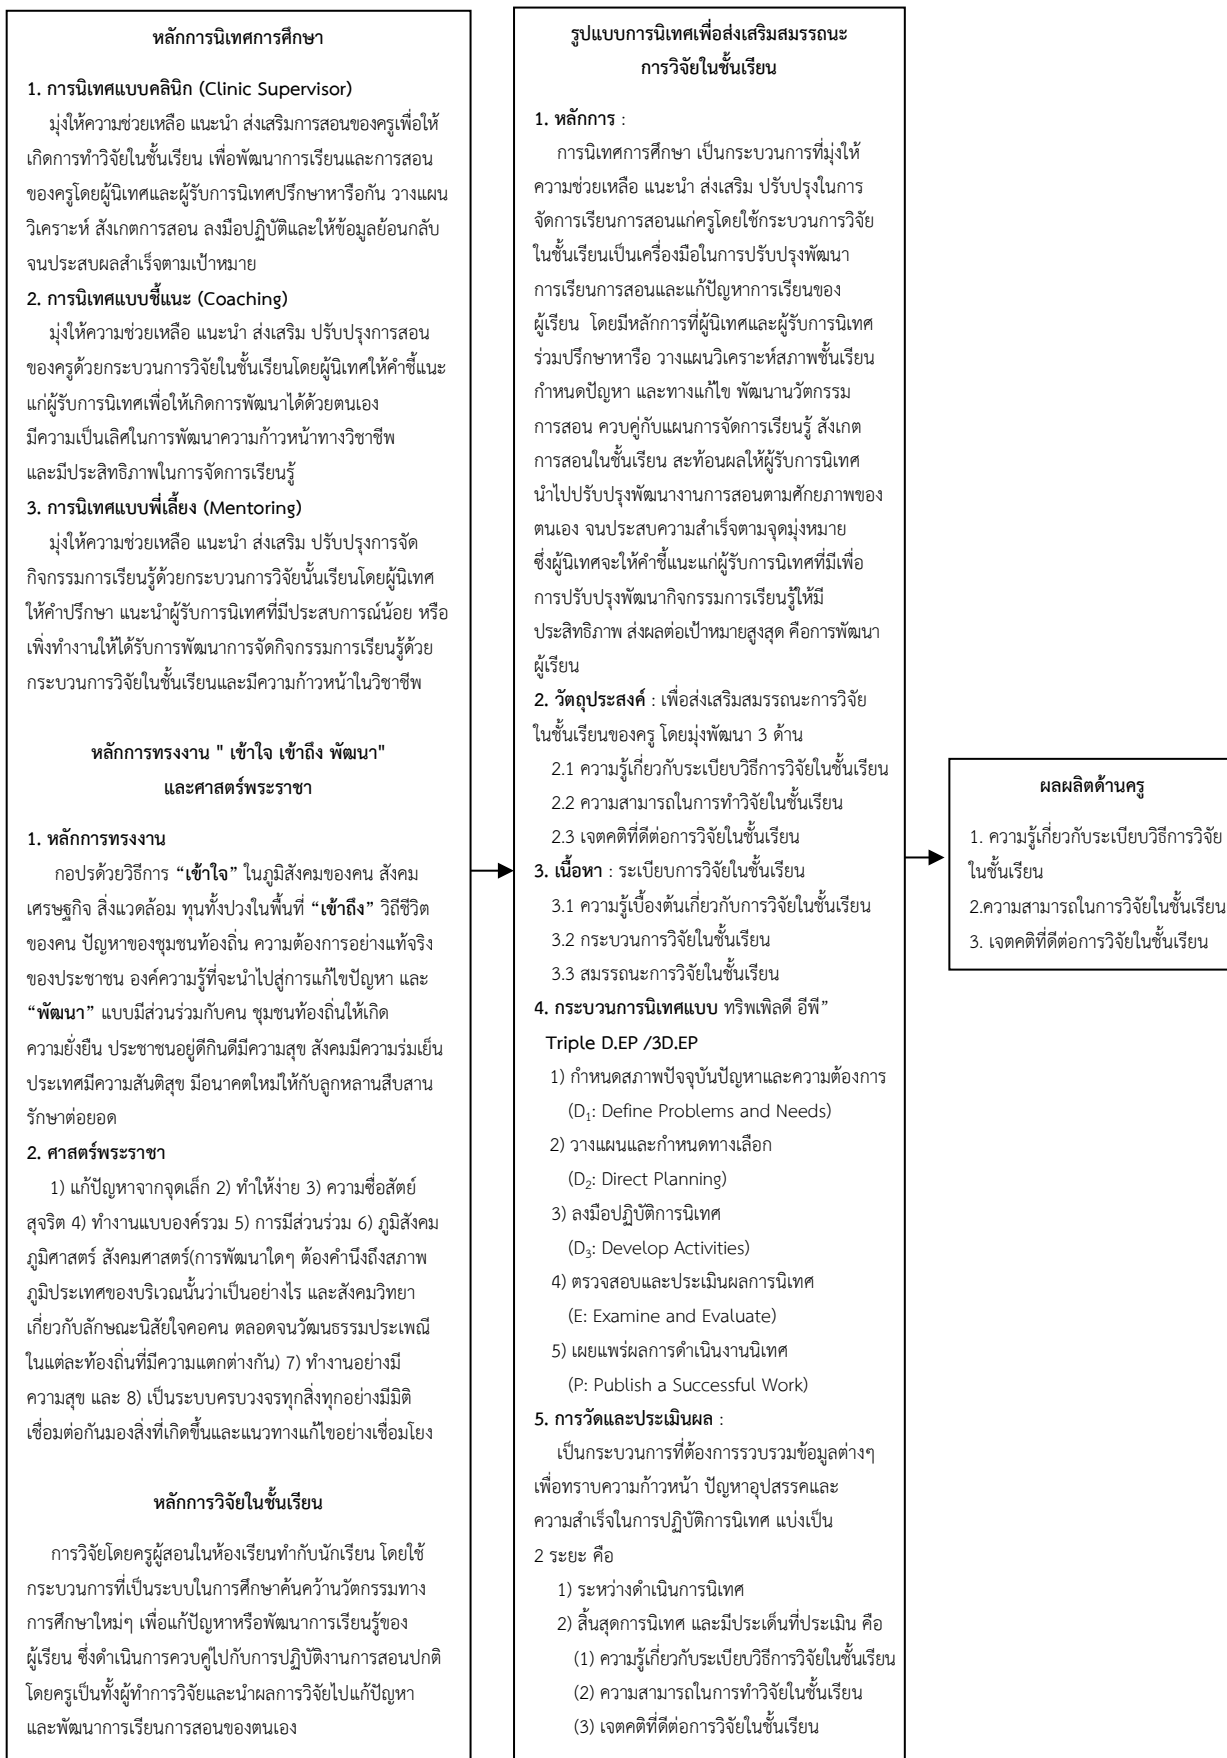 หลักการนิเทศการศึกษา
1. การนิเทศแบบคลินิก (Clinic Supervisor)
มุ่งให้ความช่วยเหลือ แนะนำ ส่งเสริมการสอนของครูเพื่อให้
เกิดการทำวิจัยในชั้นเรียน เพื่อพัฒนาการเรียนและการสอน
ของครูโดยผู้นิเทศและผู้รับการนิเทศปรึกษาหารือกัน วางแผน
วิเคราะห์ สังเกตการสอน ลงมือปฏิบัติและให้ข้อมูลย้อนกลับ
จนประสบผลสำเร็จตามเป้าหมาย
2. การนิเทศแบบชี้แนะ (Coaching)
มุ่งให้ความช่วยเหลือ แนะนำ ส่งเสริม ปรับปรุงการสอน
ของครูด้วยกระบวนการวิจัยในชั้นเรียนโดยผู้นิเทศให้คำชี้แนะ
แก่ผู้รับการนิเทศเพื่อให้เกิดการพัฒนาได้ด้วยตนเอง
มีความเป็นเลิศในการพัฒนาความก้าวหน้าทางวิชาชีพ
และมีประสิทธิภาพในการจัดการเรียนรู้
3. การนิเทศแบบพี่เลี้ยง (Mentoring)
มุ่งให้ความช่วยเหลือ แนะนำ ส่งเสริม ปรับปรุงการจัด
กิจกรรมการเรียนรู้ด้วยกระบวนการวิจัยนั้นเรียนโดยผู้นิเทศ
ให้คำปรึกษา แนะนำผู้รับการนิเทศที่มีประสบการณ์น้อย หรือ
เพิ่งทำงานให้ได้รับการพัฒนาการจัดกิจกรรมการเรียนรู้ด้วย
กระบวนการวิจัยในชั้นเรียนและมีความก้าวหน้าในวิชาชีพ
หลักการทรงงาน " เข้าใจ เข้าถึง พัฒนา"
และศาสตร์พระราชา
1. หลักการทรงงาน
กอปรด้วยวิธีการ “เข้าใจ” ในภูมิสังคมของคน สังคม
เศรษฐกิจ สิ่งแวดล้อม ทุนทั้งปวงในพื้นที่ “เข้าถึง” วิถีชีวิต
ของคน ปัญหาของชุมชนท้องถิ่น ความต้องการอย่างแท้จริง
ของประชาชน องค์ความรู้ที่จะนำไปสู่การแก้ไขปัญหา และ
“พัฒนา” แบบมีส่วนร่วมกับคน ชุมชนท้องถิ่นให้เกิด
ความยั่งยืน ประชาชนอยู่ดีกินดีมีความสุข สังคมมีความร่มเย็น
ประเทศมีความสันติสุข มีอนาคตใหม่ให้กับลูกหลานสืบสาน
รักษาต่อยอด
2. ศาสตร์พระราชา
1) แก้ปัญหาจากจุดเล็ก 2) ทำให้ง่าย 3) ความซื่อสัตย์
สุจริต 4) ทำงานแบบองค์รวม 5) การมีส่วนร่วม 6) ภูมิสังคม
ภูมิศาสตร์ สังคมศาสตร์(การพัฒนาใดๆ ต้องคำนึงถึงสภาพ
ภูมิประเทศของบริเวณนั้นว่าเป็นอย่างไร และสังคมวิทยา
เกี่ยวกับลักษณะนิสัยใจคอคน ตลอดจนวัฒนธรรมประเพณี
ในแต่ละท้องถิ่นที่มีความแตกต่างกัน) 7) ทำงานอย่างมี
ความสุข และ 8) เป็นระบบครบวงจรทุกสิ่งทุกอย่างมีมิติ
เชื่อมต่อกันมองสิ่งที่เกิดขึ้นและแนวทางแก้ไขอย่างเชื่อมโยง
หลักการวิจัยในชั้นเรียน
การวิจัยโดยครูผู้สอนในห้องเรียนทำกับนักเรียน โดยใช้
กระบวนการที่เป็นระบบในการศึกษาค้นคว้านวัตกรรมทาง
การศึกษาใหม่ๆ เพื่อแก้ปัญหาหรือพัฒนาการเรียนรู้ของ
ผู้เรียน ซึ่งดำเนินการควบคู่ไปกับการปฏิบัติงานการสอนปกติ
โดยครูเป็นทั้งผู้ทำการวิจัยและนำผลการวิจัยไปแก้ปัญหา
และพัฒนาการเรียนการสอนของตนเอง
รูปแบบการนิเทศเพื่อส่งเสริมสมรรถนะ
การวิจัยในชั้นเรียน
1. หลักการ :
การนิเทศการศึกษา เป็นกระบวนการที่มุ่งให้
ความช่วยเหลือ แนะนำ ส่งเสริม ปรับปรุงในการ
จัดการเรียนการสอนแก่ครูโดยใช้กระบวนการวิจัย
ในชั้นเรียนเป็นเครื่องมือในการปรับปรุงพัฒนา
การเรียนการสอนและแก้ปัญหาการเรียนของ
ผู้เรียน โดยมีหลักการที่ผู้นิเทศและผู้รับการนิเทศ
ร่วมปรึกษาหารือ วางแผนวิเคราะห์สภาพชั้นเรียน
กำหนดปัญหา และทางแก้ไข พัฒนานวัตกรรม
การสอน ควบคู่กับแผนการจัดการเรียนรู้ สังเกต
การสอนในชั้นเรียน สะท้อนผลให้ผู้รับการนิเทศ
นำไปปรับปรุงพัฒนางานการสอนตามศักยภาพของ
ตนเอง จนประสบความสำเร็จตามจุดมุ่งหมาย
ซึ่งผู้นิเทศจะให้คำชี้แนะแก่ผู้รับการนิเทศที่มีเพื่อ
การปรับปรุงพัฒนากิจกรรมการเรียนรู้ให้มี
ประสิทธิภาพ ส่งผลต่อเป้าหมายสูงสุด คือการพัฒนา
ผู้เรียน
2. วัตถุประสงค์ : เพื่อส่งเสริมสมรรถนะการวิจัย
ในชั้นเรียนของครู โดยมุ่งพัฒนา 3 ด้าน
2.1 ความรู้เกี่ยวกับระเบียบวิธีการวิจัยในชั้นเรียน
2.2 ความสามารถในการทำวิจัยในชั้นเรียน
2.3 เจตคติที่ดีต่อการวิจัยในชั้นเรียน
3. เนื้อหา : ระเบียบการวิจัยในชั้นเรียน
3.1 ความรู้เบื้องต้นเกี่ยวกับการวิจัยในชั้นเรียน
3.2 กระบวนการวิจัยในชั้นเรียน
3.3 สมรรถนะการวิจัยในชั้นเรียน
4. กระบวนการนิเทศแบบ ทริพเพิลดี อีพี”
Triple D.EP /3D.EP
1) กำหนดสภาพปัจจุบันปัญหาและความต้องการ
(D₁: Define Problems and Needs)
2) วางแผนและกำหนดทางเลือก
(D₂: Direct Planning)
3) ลงมือปฏิบัติการนิเทศ
(D₃: Develop Activities)
4) ตรวจสอบและประเมินผลการนิเทศ
(E: Examine and Evaluate)
5) เผยแพร่ผลการดำเนินงานนิเทศ
(P: Publish a Successful Work)
5. การวัดและประเมินผล :
เป็นกระบวนการที่ต้องการรวบรวมข้อมูลต่างๆ
เพื่อทราบความก้าวหน้า ปัญหาอุปสรรคและ
ความสำเร็จในการปฏิบัติการนิเทศ แบ่งเป็น
2 ระยะ คือ
1) ระหว่างดำเนินการนิเทศ
2) สิ้นสุดการนิเทศ และมีประเด็นที่ประเมิน คือ
(1) ความรู้เกี่ยวกับระเบียบวิธีการวิจัยในชั้นเรียน
(2) ความสามารถในการทำวิจัยในชั้นเรียน
(3) เจตคติที่ดีต่อการวิจัยในชั้นเรียน
ผลผลิตด้านครู
1. ความรู้เกี่ยวกับระเบียบวิธีการวิจัย
ในชั้นเรียน
2.ความสามารถในการวิจัยในชั้นเรียน
3. เจตคติที่ดีต่อการวิจัยในชั้นเรียน